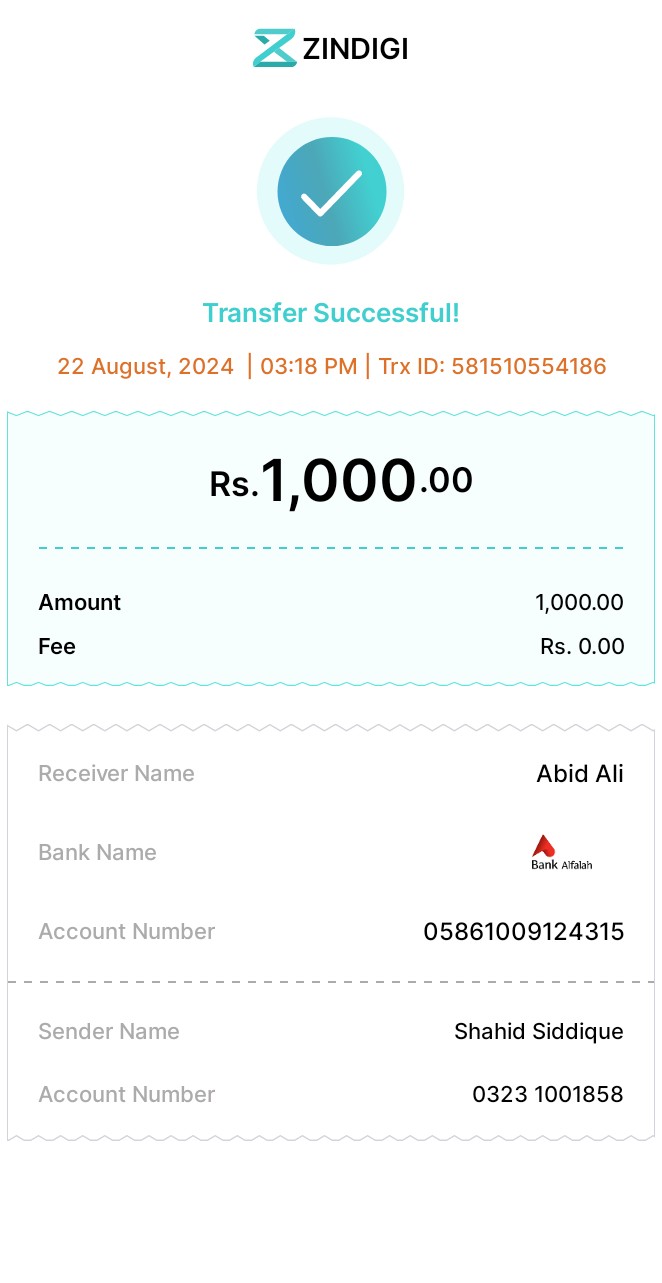 ZINDIGI
Transfer Successful!
22 August, 2024 | 03:18 PM | Trx ID: 581510554186
Rs.1,000.00
Amount 1,000.00
Fee Rs. 0.00
Receiver Name Abid Ali
Bank Name Bank Alfalah
Account Number 05861009124315
Sender Name Shahid Siddique
Account Number 0323 1001858